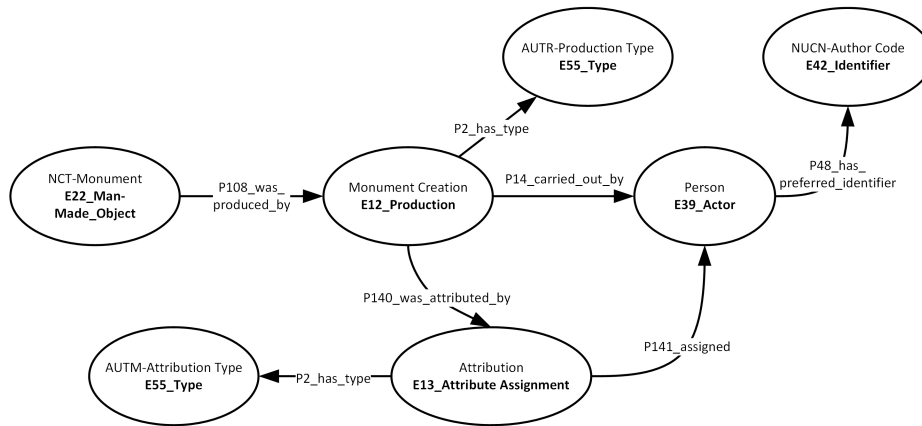 AUTR-Production Type
E55_Type
NUCN-Author Code
E42_Identifier
P2_has_type
P48_has_
preferred_identifier
NCT-Monument
E22_Man-
Made_Object
P108_was_
produced_by
Monument Creation
E12_Production
P14_carried_out_by
Person
E39_Actor
P140_was_attributed_by
P141_assigned
AUTM-Attribution Type
E55_Type
P2_has_type
Attribution
E13_Attribute Assignment